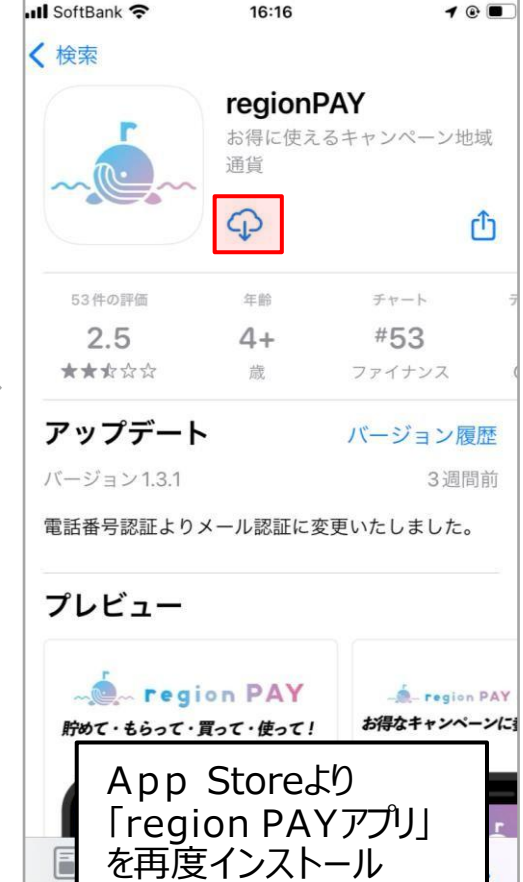 SoftBank
16:16
検索
regionPAY
お得に使えるキャンペーン地域
通貨
53件の評価
年齢
チャート
2.5
4+
#53
★★☆☆
歳
ファイナンス
アップデート
バージョン履歴
バージョン 1.3.1
3週間前
電話番号認証よりメール認証に変更いたしました。
プレビュー
region PAY
貯めて・もらって・買って・使って！
region PAY
お得なキャンペーンに
App Storeより
「region PAYアプリ」
を再度インストール